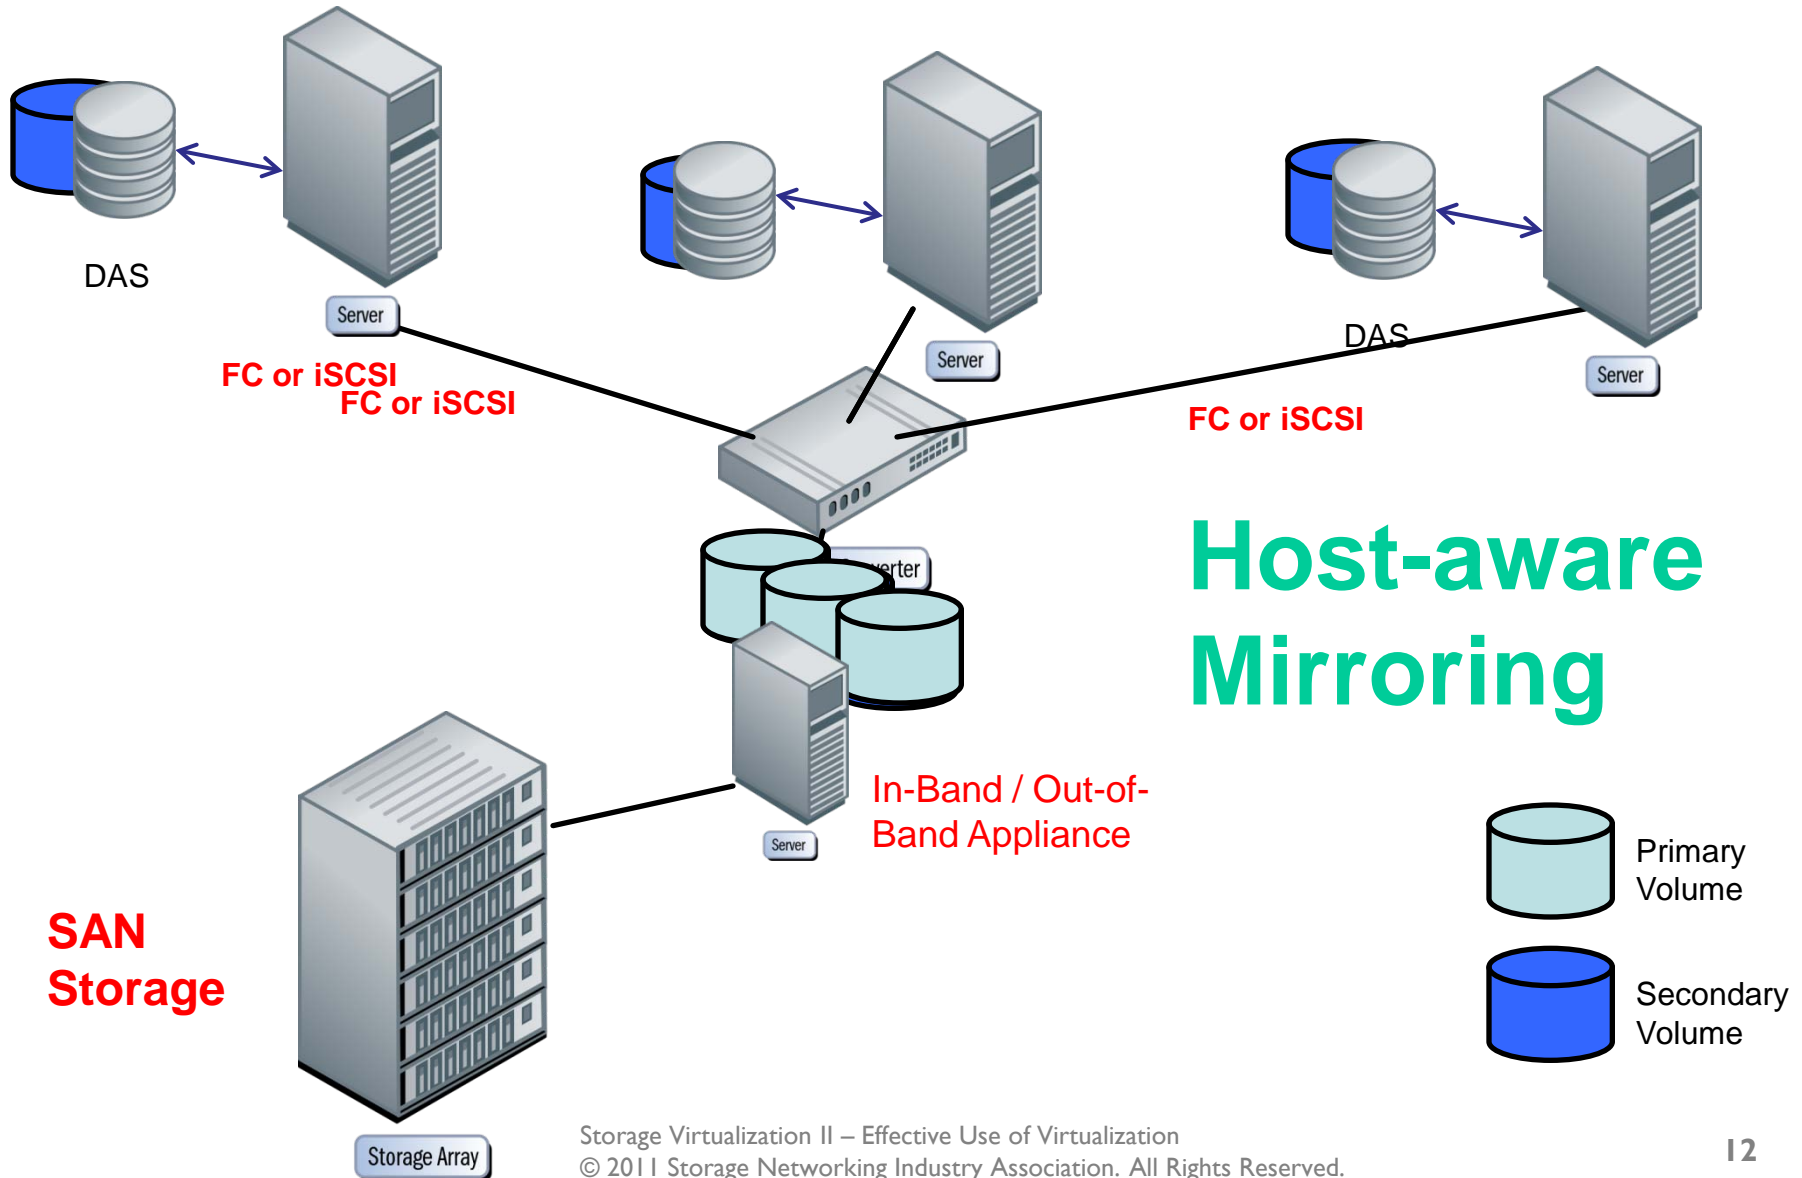 DAS
Server
FC or iSCSI
FC or iSCSI
Server
DAS
Server
FC or iSCSI
Host-aware
Mirroring
In-Band / Out-of-
Band Appliance
Server
SAN
Storage
Storage Array
Primary
Volume
Secondary
Volume
Storage Virtualization II – Effective Use of Virtualization
© 2011 Storage Networking Industry Association. All Rights Reserved.
12